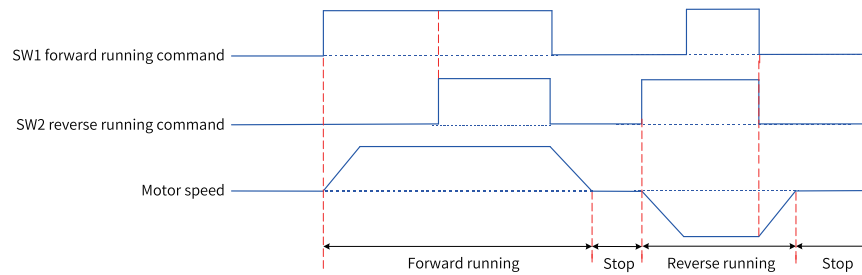 SW1 forward running command
SW2 reverse running command
Motor speed
Forward running Stop Reverse running Stop